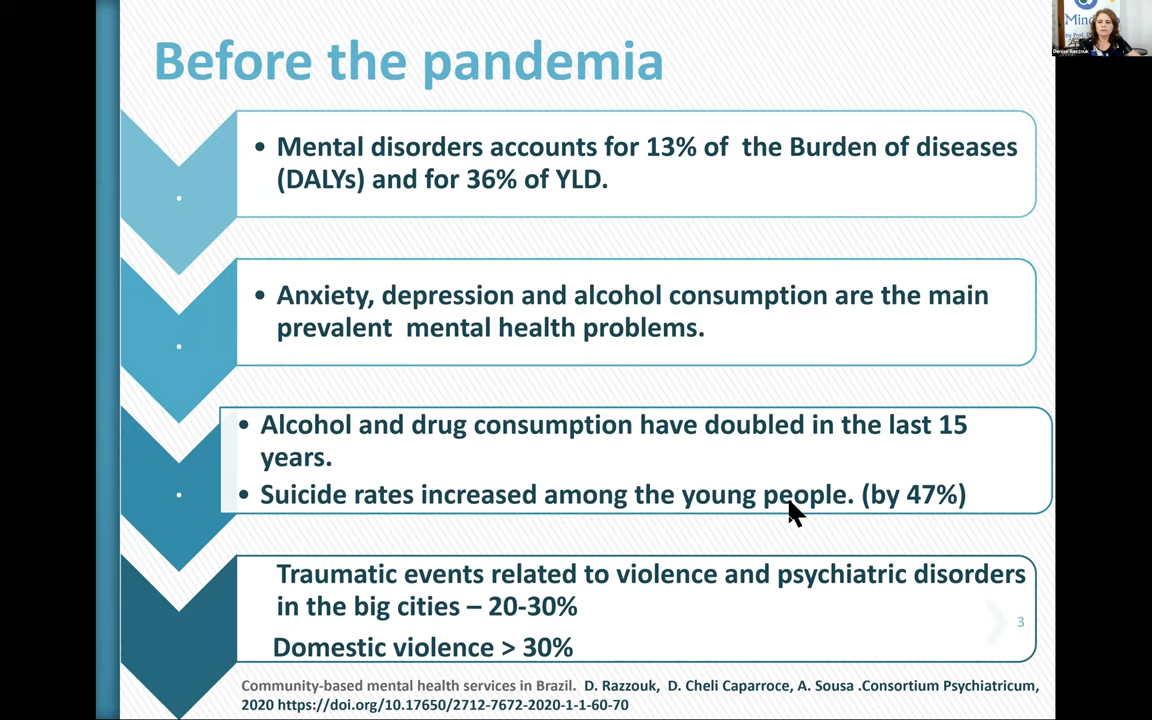 Before the pandemia
• Mental disorders accounts for 13% of  the Burden of diseases
(DALYs) and for 36% of YLD.
• Anxiety, depression and alcohol consumption are the main
prevalent  mental health problems.
• Alcohol and drug consumption have doubled in the last 15
years.
• Suicide rates increased among the young people. (by 47%)
Traumatic events related to violence and psychiatric disorders
in the big cities – 20-30%
Domestic violence > 30%
3
Community-based mental health services in Brazil.  D. Razzouk,  D. Cheli Caparroce, A. Sousa .Consortium Psychiatricum,
2020 https://doi.org/10.17650/2712-7672-2020-1-1-60-70
Denise Razzouk